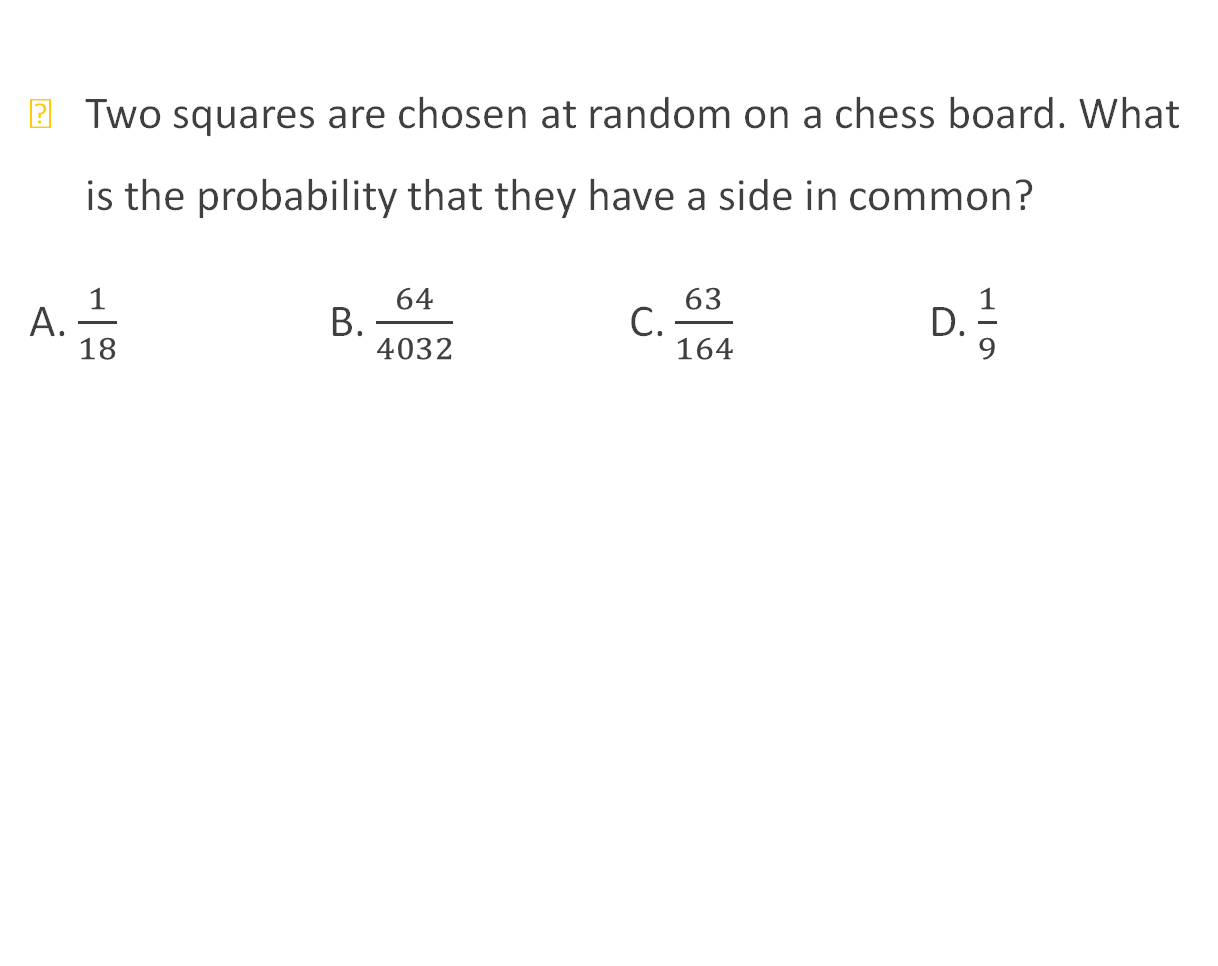 Two squares are chosen at random on a chess board. What
is the probability that they have a side in common?
A. 1/18 B. 64/4032 C. 63/164 D. 1/9